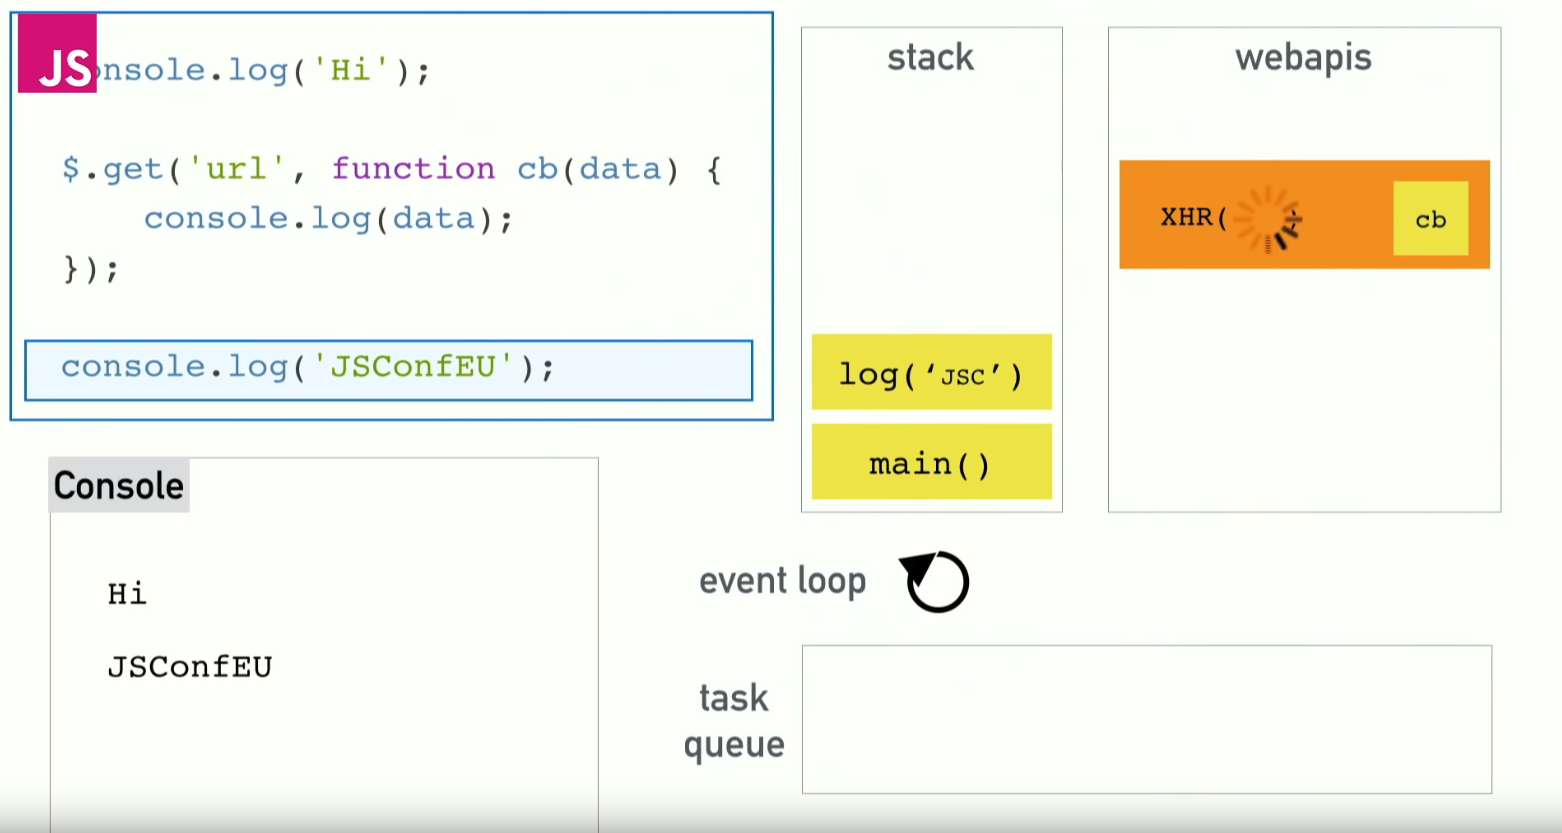 JS
onsole.log('Hi');
$.get('url', function cb(data) {
console.log(data);
});
console.log('JSConfEU');
stack
log(‘JSC’)
main()
webapis
XHR(
cb
Console
Hi
JSConfEU
event loop
task
queue